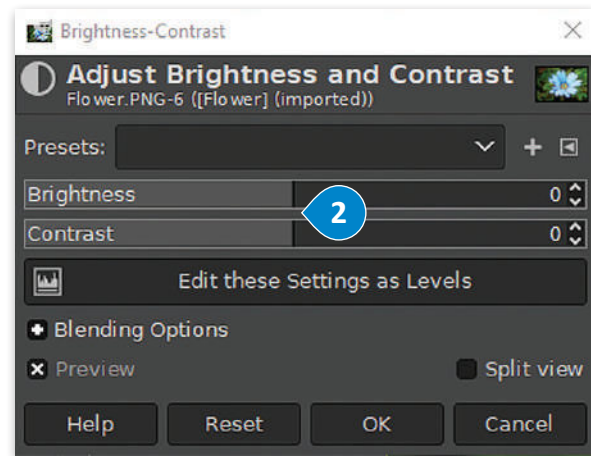 Brightness-Contrast
Adjust Brightness and Contrast
Flower.PNG-6 ([Flower] (imported))
Presets:
Brightness 0
2
Contrast 0
Edit these Settings as Levels
Blending Options
Preview Split view
Help Reset OK Cancel